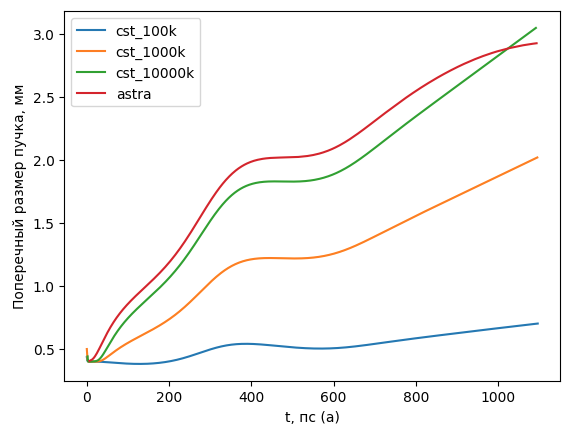 cst_100k
cst_1000k
cst_10000k
astra
Поперечный размер пучка, мм
3.0
2.5
2.0
1.5
1.0
0.5
0 200 400 600 800 1000
t, пс (а)